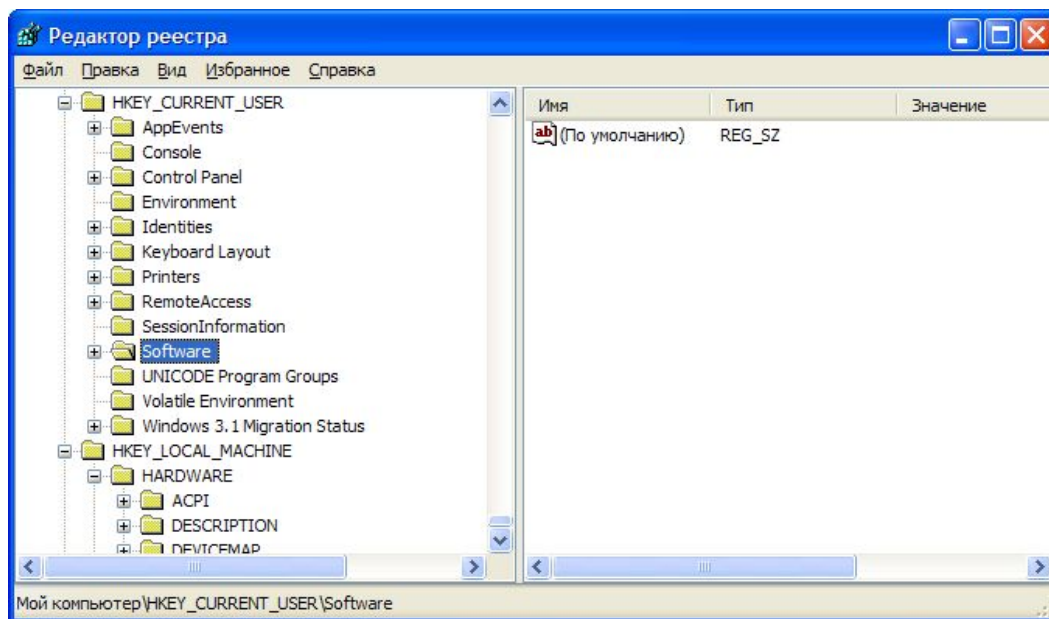 Редактор реестра
Файл Правка Вид Избранное Справка
HKEY_CURRENT_USER
AppEvents
Console
Control Panel
Environment
Identities
Keyboard Layout
Printers
RemoteAccess
SessionInformation
Software
UNICODE Program Groups
Volatile Environment
Windows 3.1 Migration Status
HKEY_LOCAL_MACHINE
HARDWARE
ACPI
DESCRIPTION
DEVICEMAP
Имя Тип Значение
ab (По умолчанию) REG_SZ
Мой компьютер\HKEY_CURRENT_USER\Software